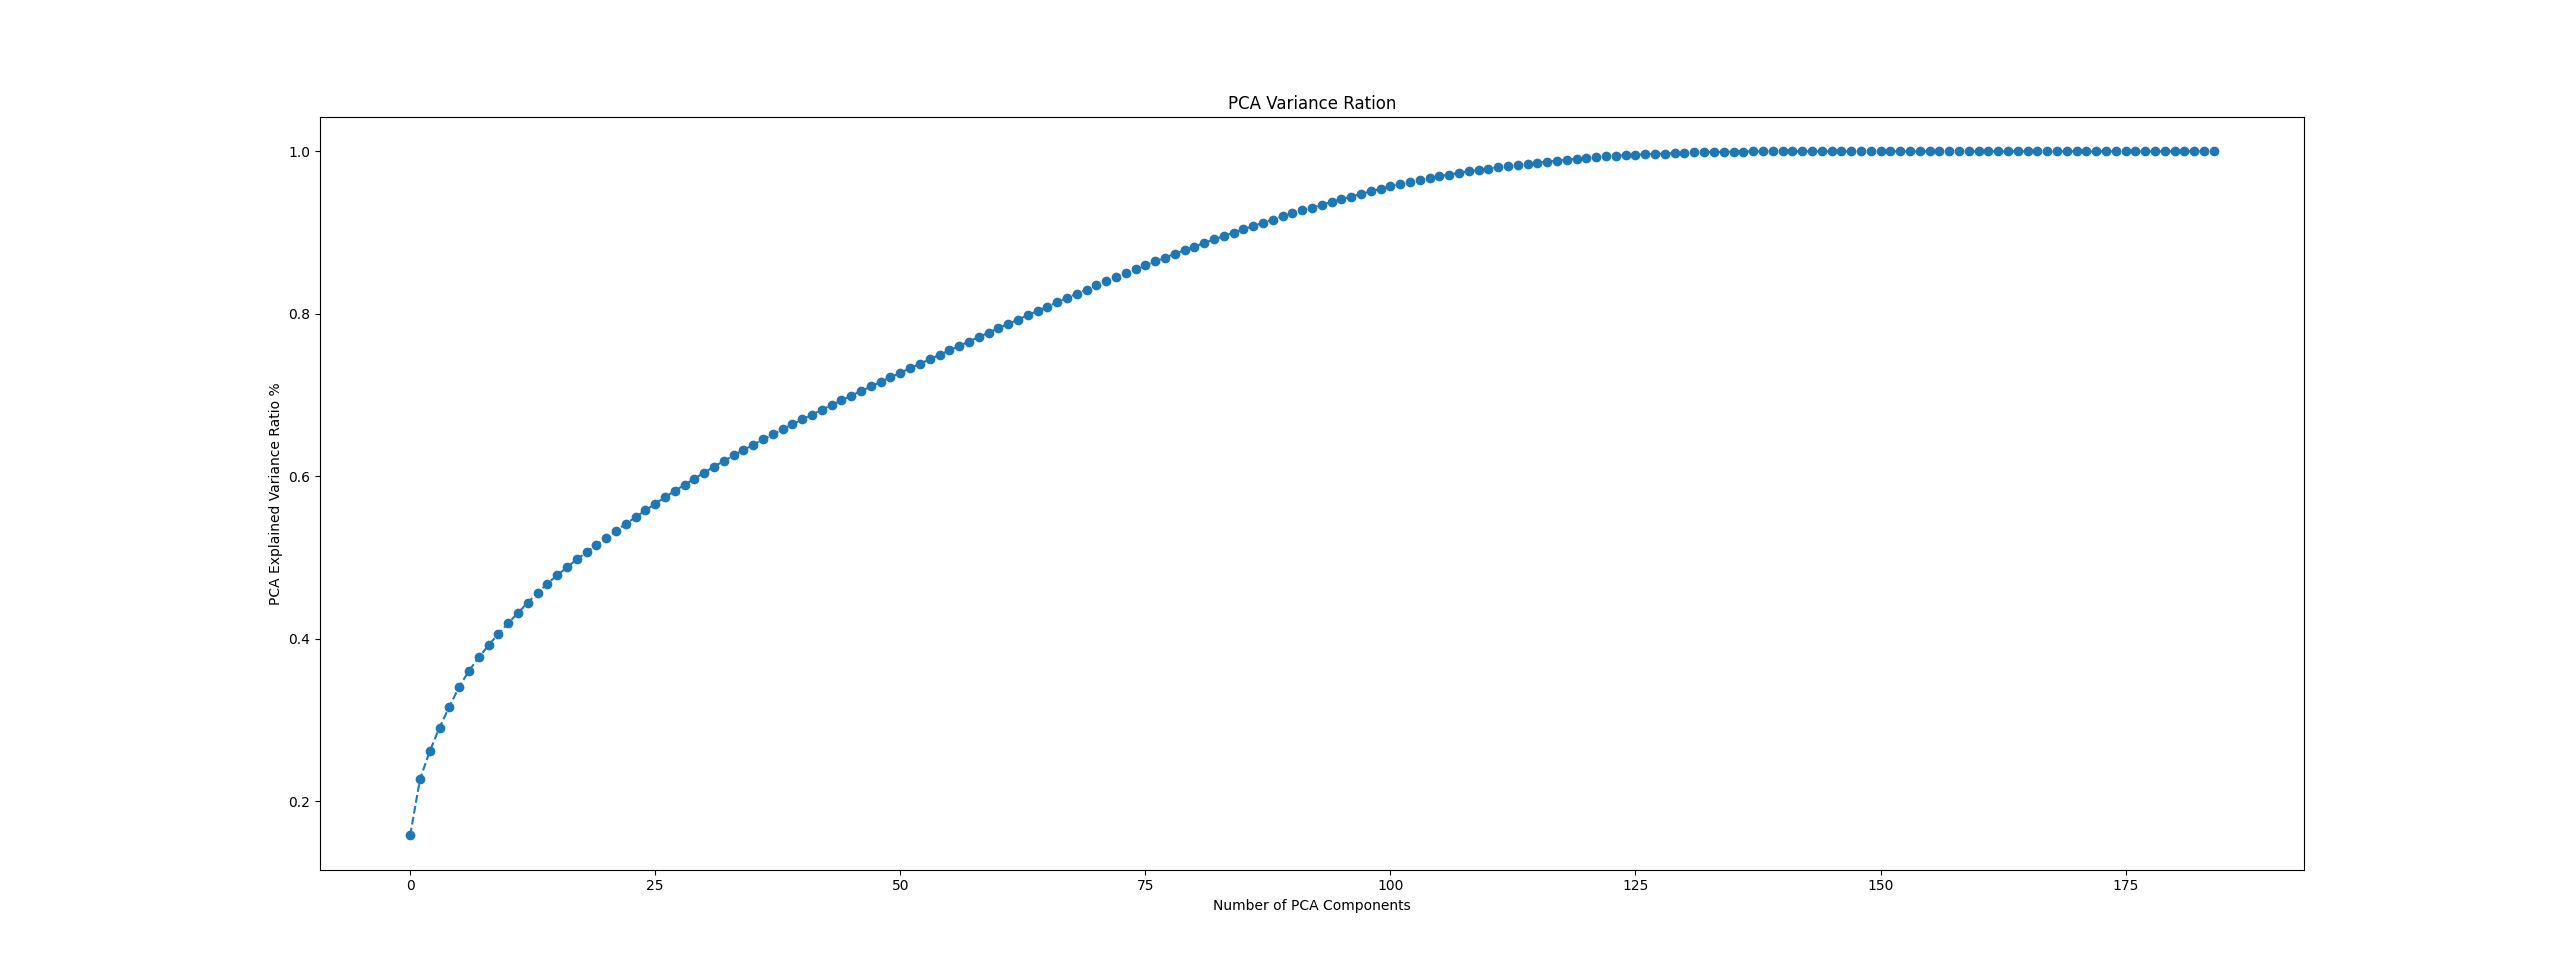 PCA Variance Ration
1.0
0.8
0.6
0.4
0.2
PCA Explained Variance Ratio %
0 25 50 75 100 125 150 175
Number of PCA Components